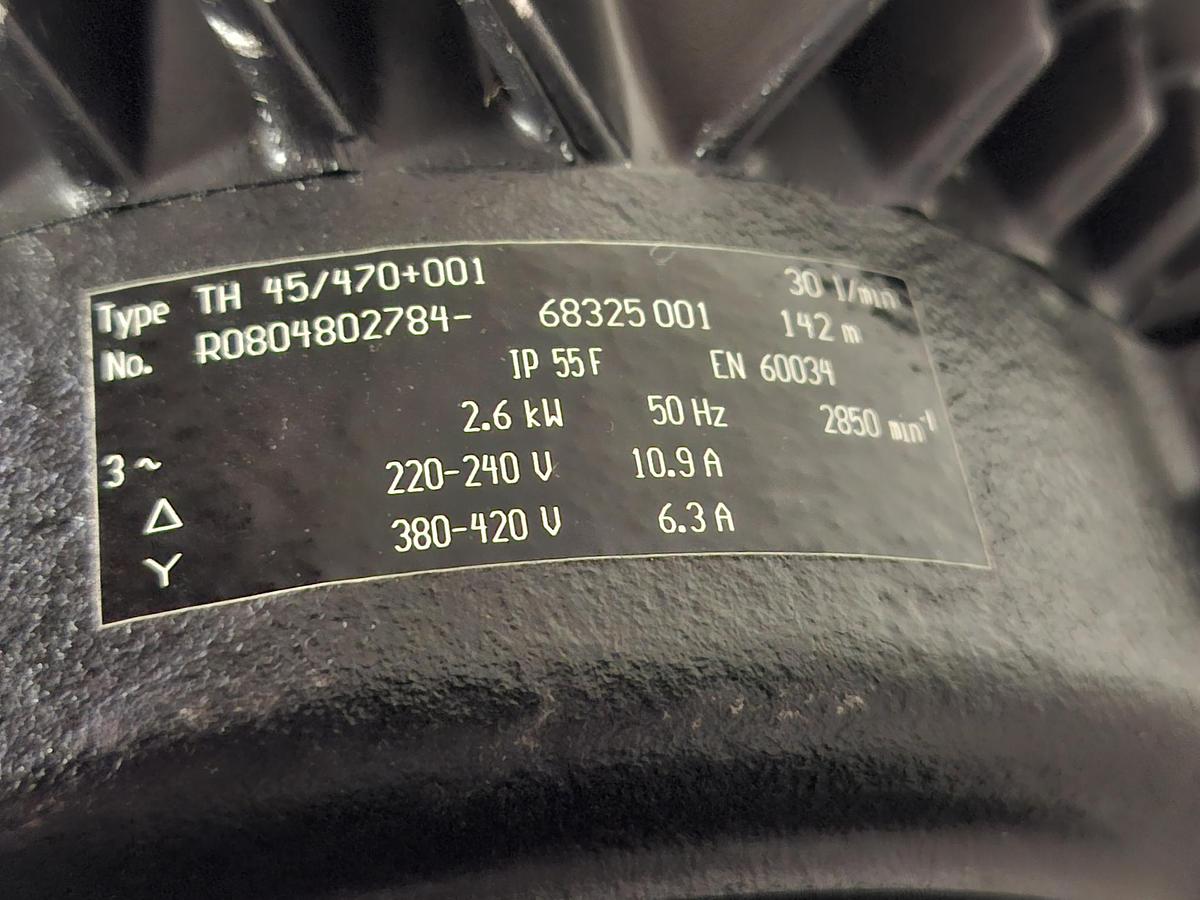 Type TH 45/470+001 30 l/min
No. R0804802784- 68325 001 142 m
IP 55 F EN 60034
2.6 kW 50 Hz 2850 min⁻¹
3 ~ 220-240 V 10.9 A
Δ 380-420 V 6.3 A
Y